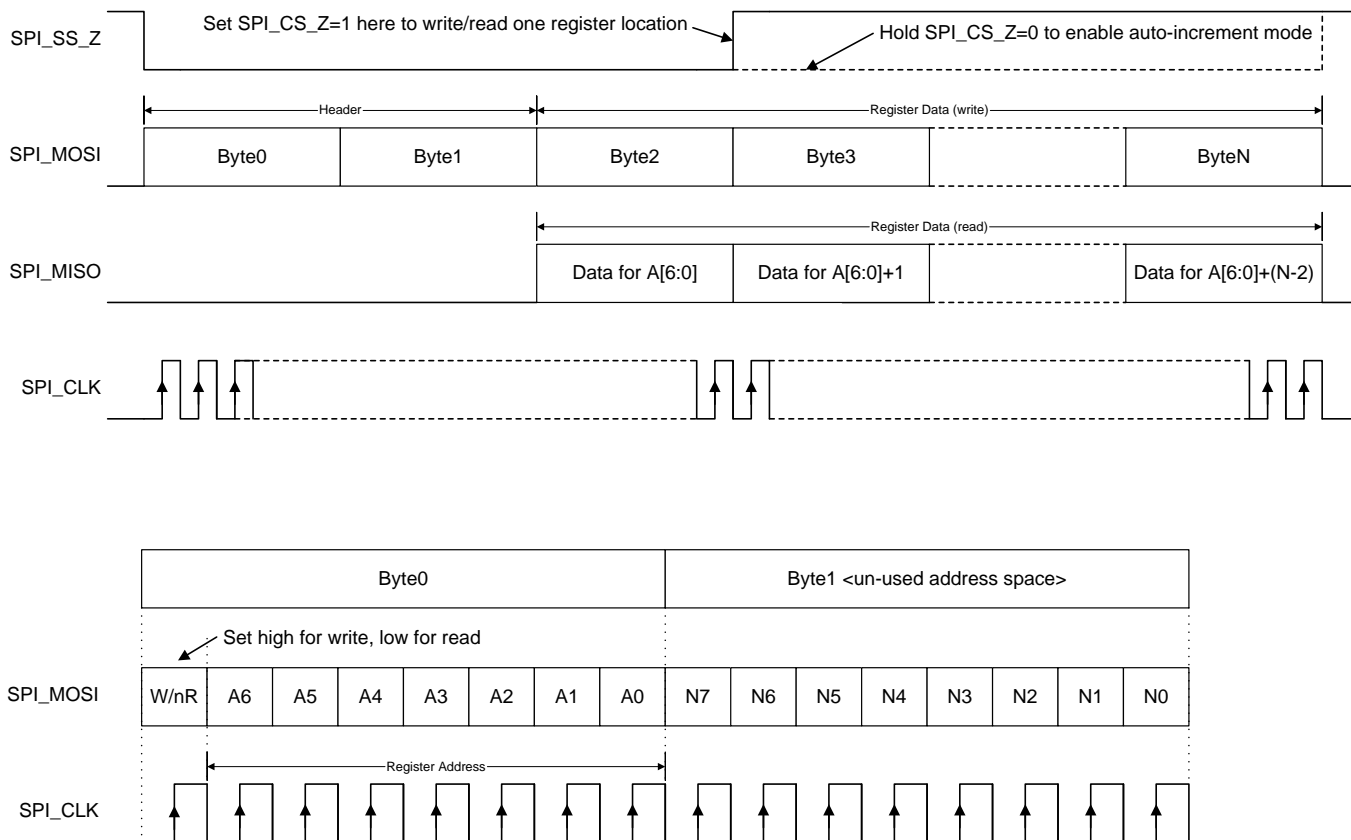 Set SPI_CS_Z=1 here to write/read one register location
SPI_SS_Z
Hold SPI_CS_Z=0 to enable auto-increment mode
Header
Register Data (write)
SPI_MOSI
Byte0
Byte1
Byte2
Byte3
ByteN
Register Data (read)
SPI_MISO
Data for A[6:0]
Data for A[6:0]+1
Data for A[6:0]+(N-2)
SPI_CLK
Byte0
Byte1 <un-used address space>
Set high for write, low for read
SPI_MOSI
W/nR
A6
A5
A4
A3
A2
A1
A0
N7
N6
N5
N4
N3
N2
N1
N0
Register Address
SPI_CLK